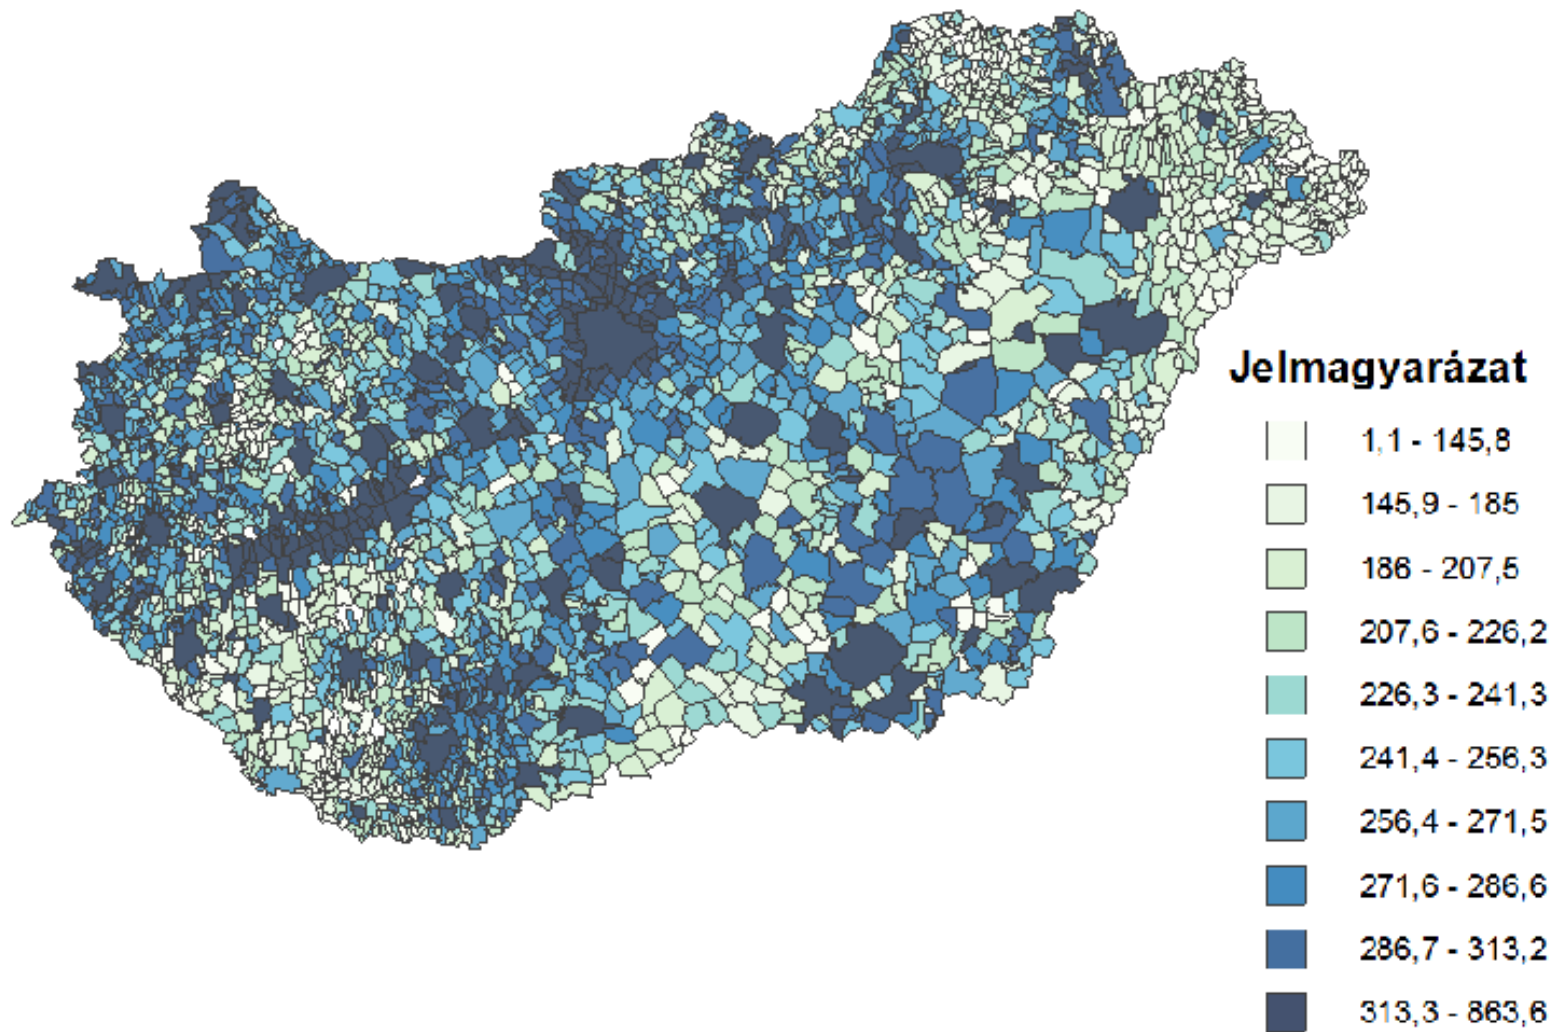 Jelmagyarázat
1,1 - 145,8
145,9 - 185
186 - 207,5
207,6 - 226,2
226,3 - 241,3
241,4 - 256,3
256,4 - 271,5
271,6 - 286,6
286,7 - 313,2
313,3 - 863,6